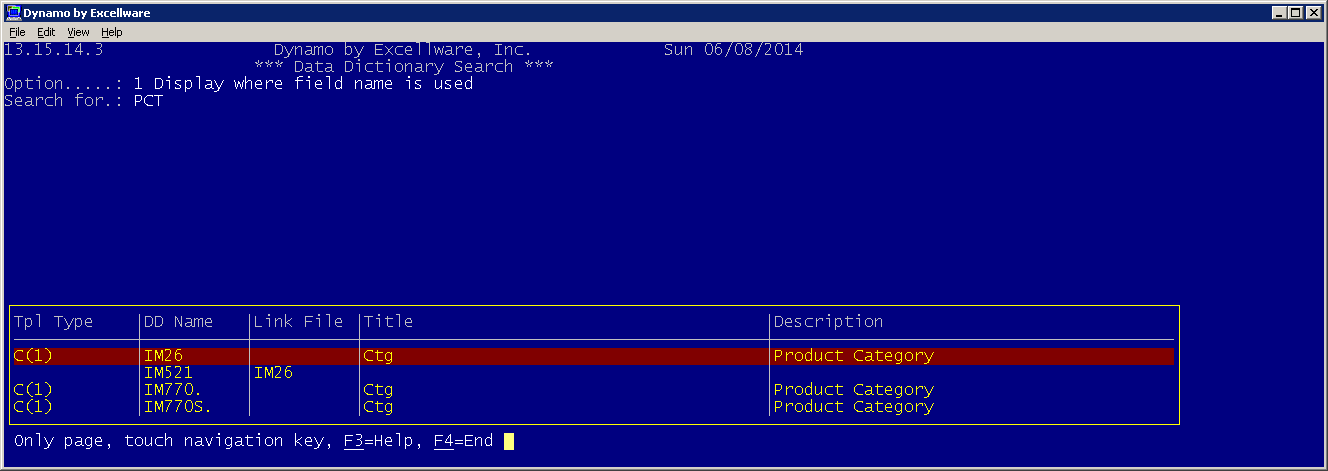 Dynamo by Excellware
File Edit View Help
13.15.14.3 Dynamo by Excellware, Inc. Sun 06/08/2014
*** Data Dictionary Search ***
Option.....: 1 Display where field name is used
Search for.: PCT
Tpl Type DD Name Link File Title Description
C(1) IM26 Ctg Product Category
IM521 IM26
C(1) IM770. Ctg Product Category
C(1) IM770S. Ctg Product Category
Only page, touch navigation key, F3=Help, F4=End